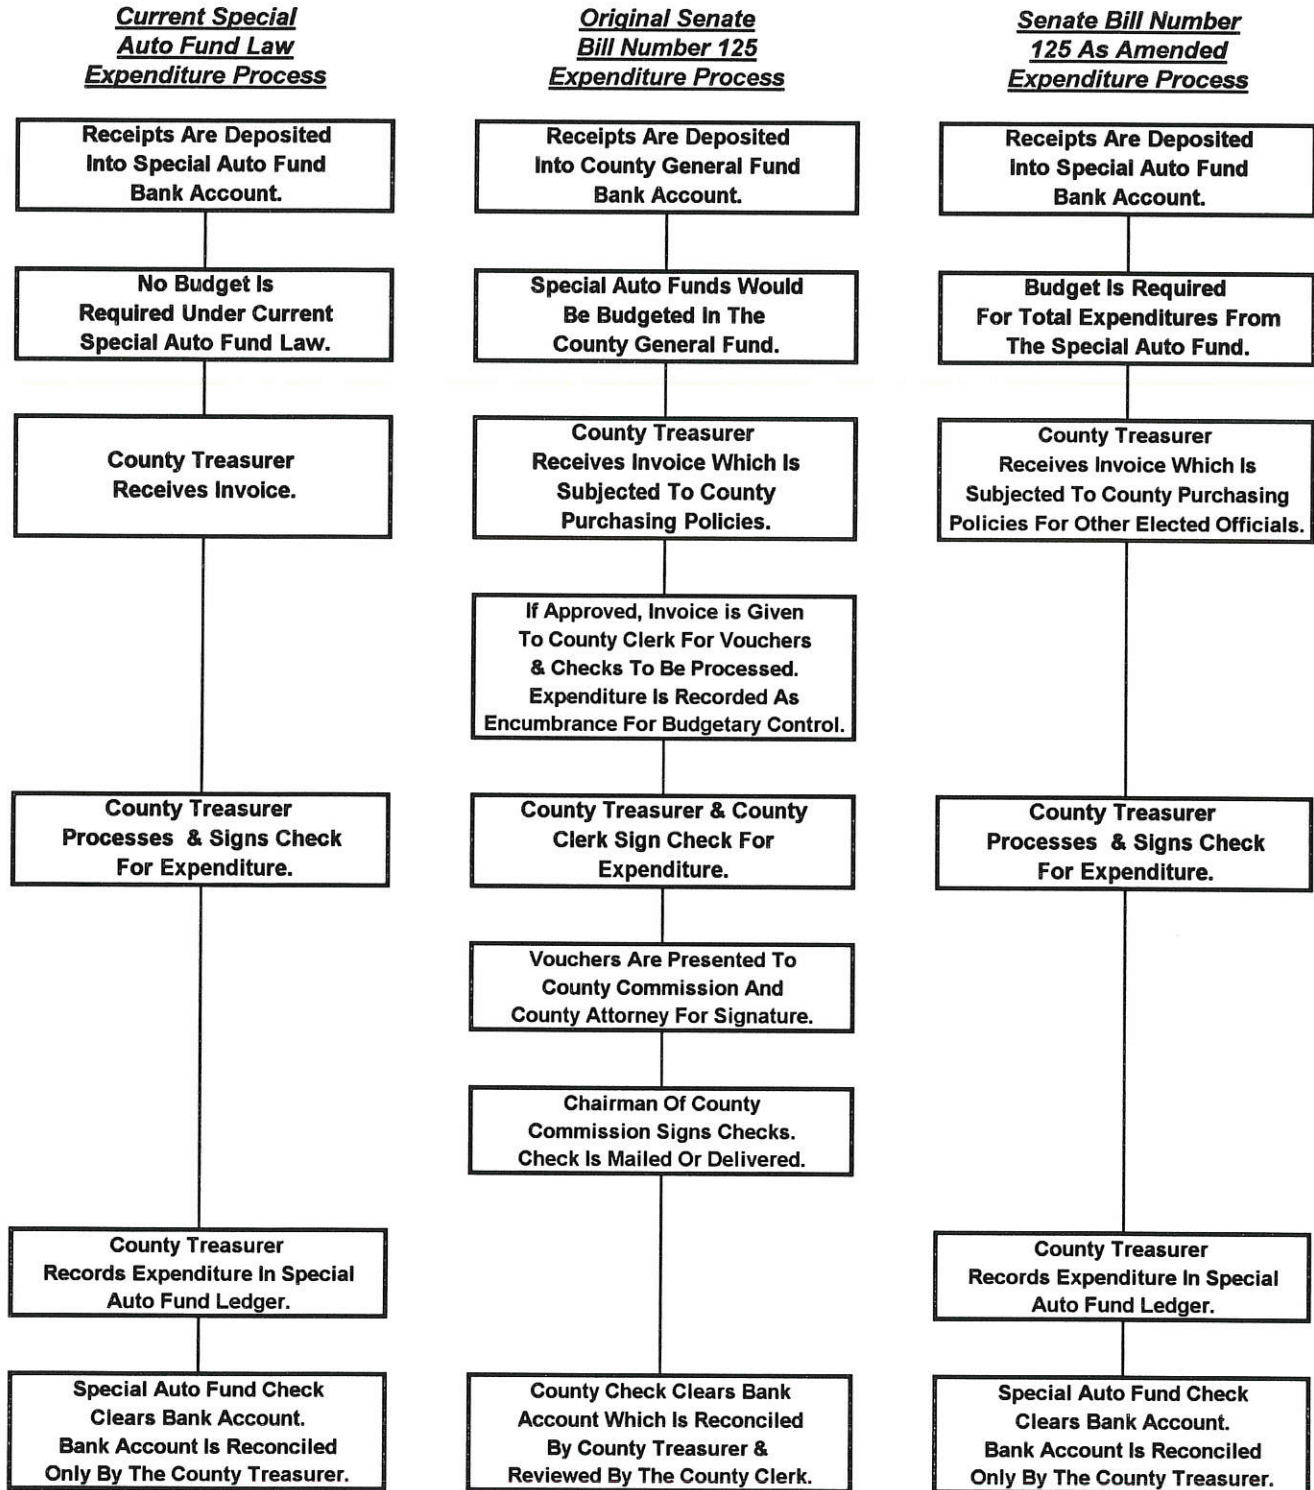 Current Special
Auto Fund Law
Expenditure Process
Receipts Are Deposited
Into Special Auto Fund
Bank Account.
No Budget Is
Required Under Current
Special Auto Fund Law.
County Treasurer
Receives Invoice.
County Treasurer
Processes & Signs Check
For Expenditure.
County Treasurer
Records Expenditure In Special
Auto Fund Ledger.
Special Auto Fund Check
Clears Bank Account.
Bank Account Is Reconciled
Only By The County Treasurer.
Original Senate
Bill Number 125
Expenditure Process
Receipts Are Deposited
Into County General Fund
Bank Account.
Special Auto Funds Would
Be Budgeted In The
County General Fund.
County Treasurer
Receives Invoice Which Is
Subjected To County
Purchasing Policies.
If Approved, Invoice is Given
To County Clerk For Vouchers
& Checks To Be Processed.
Expenditure Is Recorded As
Encumbrance For Budgetary Control.
County Treasurer & County
Clerk Sign Check For
Expenditure.
Vouchers Are Presented To
County Commission And
County Attorney For Signature.
Chairman Of County
Commission Signs Checks.
Check Is Mailed Or Delivered.
County Check Clears Bank
Account Which Is Reconciled
By County Treasurer &
Reviewed By The County Clerk.
Senate Bill Number
125 As Amended
Expenditure Process
Receipts Are Deposited
Into Special Auto Fund
Bank Account.
Budget Is Required
For Total Expenditures From
The Special Auto Fund.
County Treasurer
Receives Invoice Which Is
Subjected To County Purchasing
Policies For Other Elected Officials.
County Treasurer
Processes & Signs Check
For Expenditure.
County Treasurer
Records Expenditure In Special
Auto Fund Ledger.
Special Auto Fund Check
Clears Bank Account.
Bank Account Is Reconciled
Only By The County Treasurer.